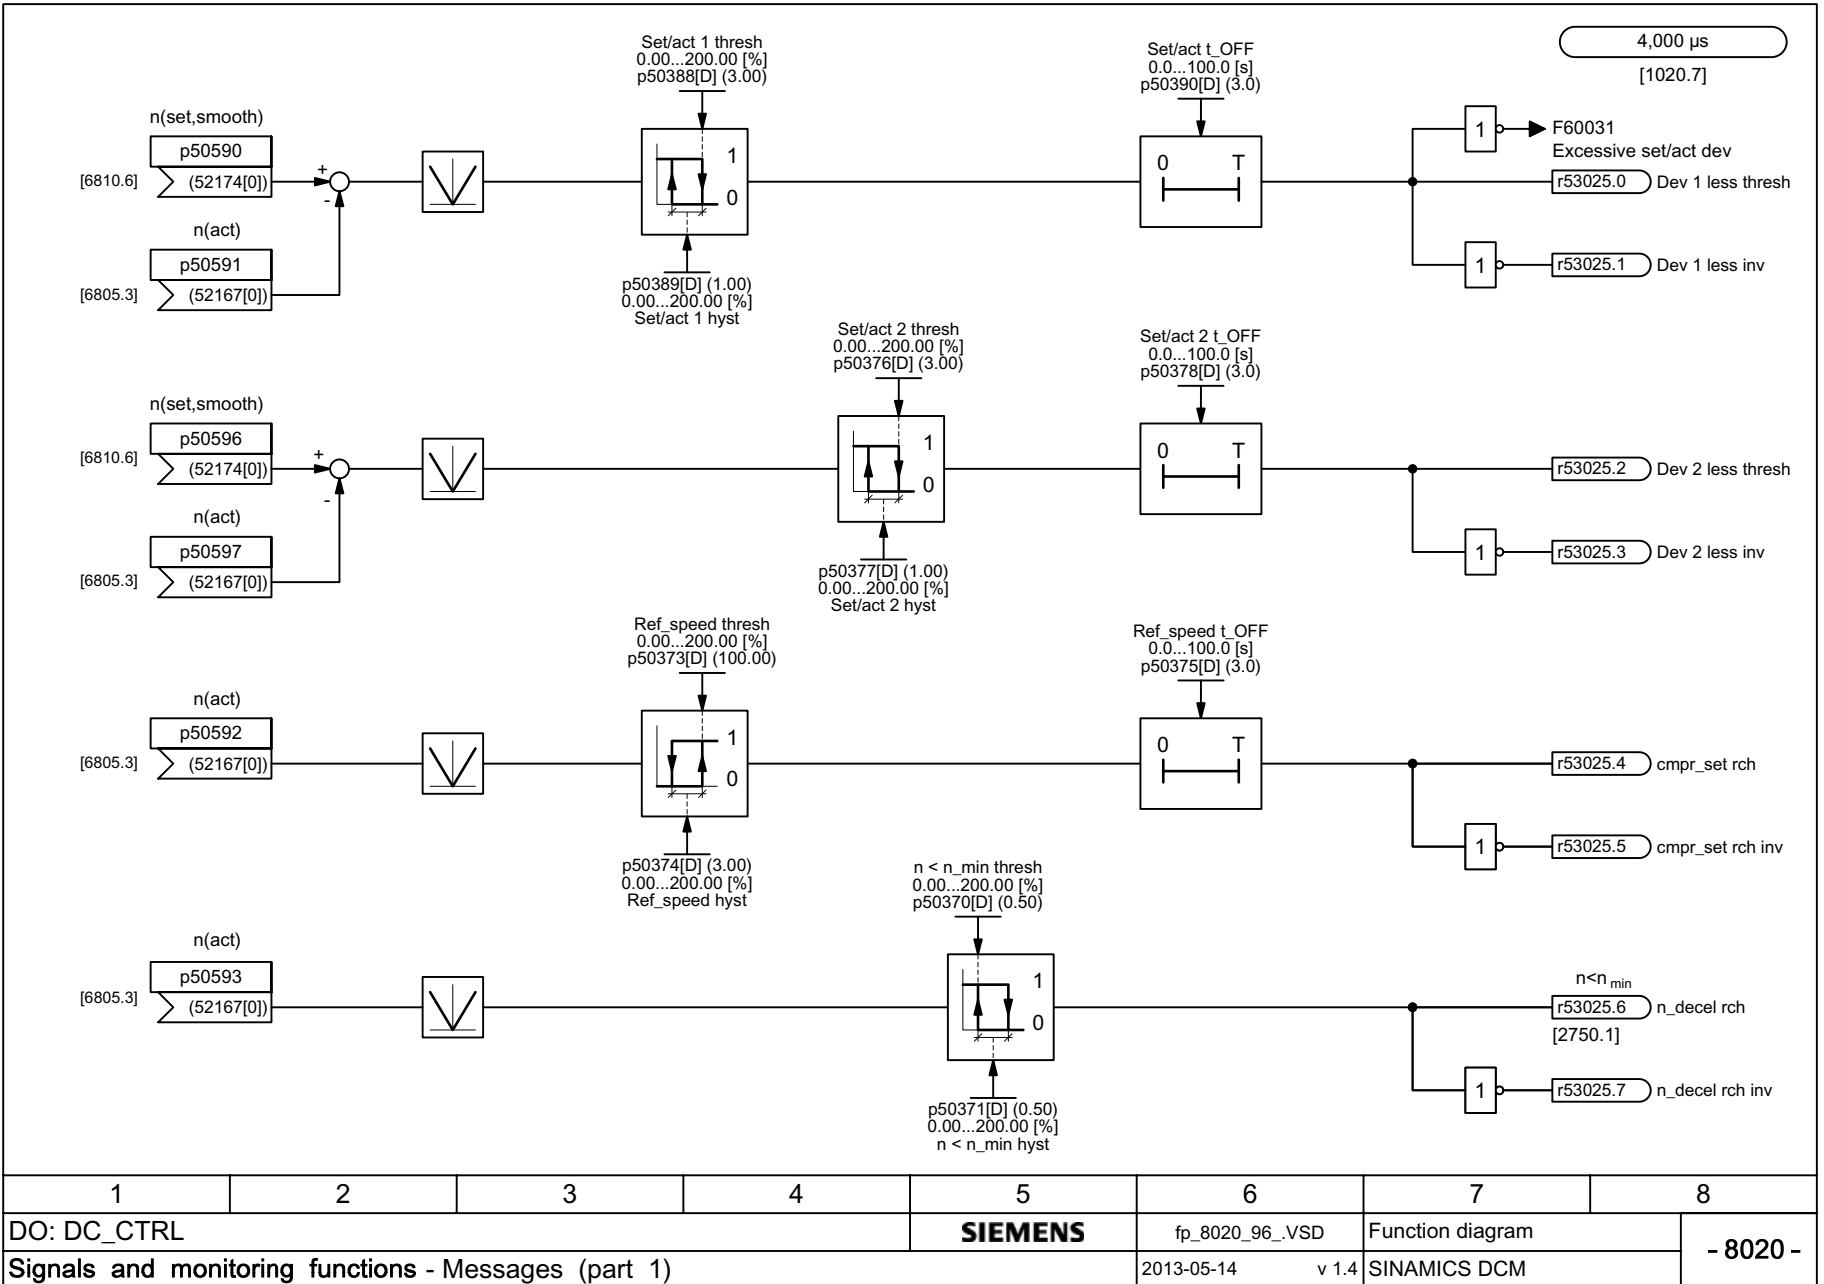 4,000 µs
[1020.7]
Set/act 1 thresh
0.00...200.00 [%]
p50388[D] (3.00)
Set/act t_OFF
0.0...100.0 [s]
p50390[D] (3.0)
n(set,smooth)
p50590
[6810.6]
(52174[0])
+
-
1
0
0 T
1
F60031
Excessive set/act dev
r53025.0 Dev 1 less thresh
n(act)
p50591
[6805.3]
(52167[0])
p50389[D] (1.00)
0.00...200.00 [%]
Set/act 1 hyst
1
r53025.1 Dev 1 less inv
Set/act 2 thresh
0.00...200.00 [%]
p50376[D] (3.00)
Set/act 2 t_OFF
0.0...100.0 [s]
p50378[D] (3.0)
n(set,smooth)
p50596
[6810.6]
(52174[0])
+
-
1
0
0 T
r53025.2 Dev 2 less thresh
n(act)
p50597
[6805.3]
(52167[0])
p50377[D] (1.00)
0.00...200.00 [%]
Set/act 2 hyst
1
r53025.3 Dev 2 less inv
Ref_speed thresh
0.00...200.00 [%]
p50373[D] (100.00)
Ref_speed t_OFF
0.0...100.0 [s]
p50375[D] (3.0)
n(act)
p50592
[6805.3]
(52167[0])
1
0
0 T
r53025.4 cmpr_set rch
p50374[D] (3.00)
0.00...200.00 [%]
Ref_speed hyst
1
r53025.5 cmpr_set rch inv
n < n_min thresh
0.00...200.00 [%]
p50370[D] (0.50)
n(act)
p50593
[6805.3]
(52167[0])
1
0
n<n min
r53025.6 n_decel rch
[2750.1]
p50371[D] (0.50)
0.00...200.00 [%]
n < n_min hyst
1
r53025.7 n_decel rch inv
1 2 3 4 5 6 7 8
DO: DC_CTRL
SIEMENS
fp_8020_96_.VSD
Function diagram
- 8020 -
Signals and monitoring functions - Messages (part 1)
2013-05-14 v 1.4
SINAMICS DCM